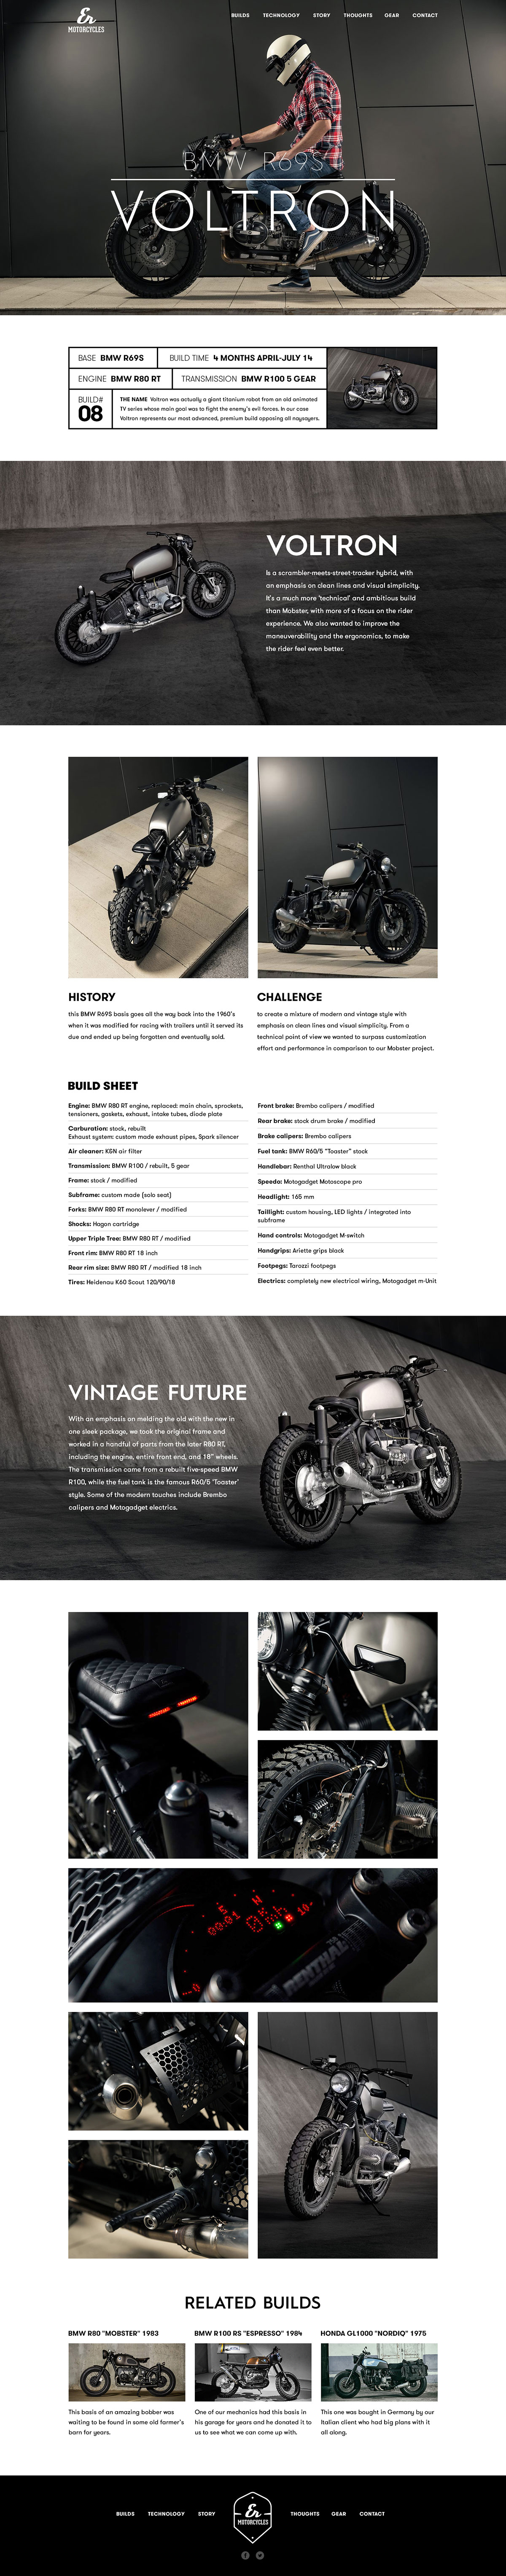 Er
MOTORCYCLES
BUILDS TECHNOLOGY STORY THOUGHTS GEAR CONTACT
BMW R69S
VOLTRON
BASE BMW R69S
BUILD TIME 4 MONTHS APRIL-JULY 14
ENGINE BMW R80 RT
TRANSMISSION BMW R100 5 GEAR
BUILD#
08
THE NAME Voltron was actually a giant titanium robot from an old animated
TV series whose main goal was to fight the enemy's evil forces. In our case
Voltron represents our most advanced, premium build opposing all naysayers.
VOLTRON
Is a scrambler-meets-street-tracker hybrid, with
an emphasis on clean lines and visual simplicity.
It's a much more 'technical' and ambitious build
than Mobster, with more of a focus on the rider
experience. We also wanted to improve the
maneuverability and the ergonomics, to make
the rider feel even better.
HISTORY
this BMW R69S basis goes all the way back into the 1960's
when it was modified for racing with trailers until it served its
due and ended up being forgotten and eventually sold.
CHALLENGE
to create a mixture of modern and vintage style with
emphasis on clean lines and visual simplicity. From a
technical point of view we wanted to surpass customization
effort and performance in comparison to our Mobster project.
BUILD SHEET
Engine: BMW R80 RT engine, replaced: main chain, sprockets,
tensioners, gaskets, exhaust, intake tubes, diode plate
Carburation: stock, rebuilt
Exhaust system: custom made exhaust pipes, Spark silencer
Air cleaner: K&N air filter
Transmission: BMW R100 / rebuilt, 5 gear
Frame: stock / modified
Subframe: custom made (solo seat)
Forks: BMW R80 RT monolever / modified
Shocks: Hagon cartridge
Upper Triple Tree: BMW R80 RT / modified
Front rim: BMW R80 RT 18 inch
Rear rim size: BMW R80 RT / modified 18 inch
Tires: Heidenau K60 Scout 120/90/18
Front brake: Brembo calipers / modified
Rear brake: stock drum brake / modified
Brake calipers: Brembo calipers
Fuel tank: BMW R60/5 "Toaster" stock
Handlebar: Renthal Ultralow black
Speedo: Motogadget Motoscope pro
Headlight: 165 mm
Taillight: custom housing, LED lights / integrated into
subframe
Hand controls: Motogadget M-switch
Handgrips: Ariette grips black
Footpegs: Tarozzi footpegs
Electrics: completely new electrical wiring, Motogadget m-Unit
VINTAGE FUTURE
With an emphasis on melding the old with the new in
one sleek package, we took the original frame and
worked in a handful of parts from the later R80 RT,
including the engine, entire front end, and 18" wheels.
The transmission came from a rebuilt five-speed BMW
R100, while the fuel tank is the famous R60/5 'Toaster'
style. Some of the modern touches include Brembo
calipers and Motogadget electrics.
RELATED BUILDS
BMW R80 "MOBSTER" 1983
This basis of an amazing bobber was
waiting to be found in some old farmer's
barn for years.
BMW R100 RS "ESPRESSO" 1984
One of our mechanics had this basis in
his garage for years and he donated it to
us to see what we can come up with.
HONDA GL1000 "NORDIQ" 1975
This one was bought in Germany by our
Italian client who had big plans with it
all along.
BUILDS TECHNOLOGY STORY
Er
MOTORCYCLES
THOUGHTS GEAR CONTACT